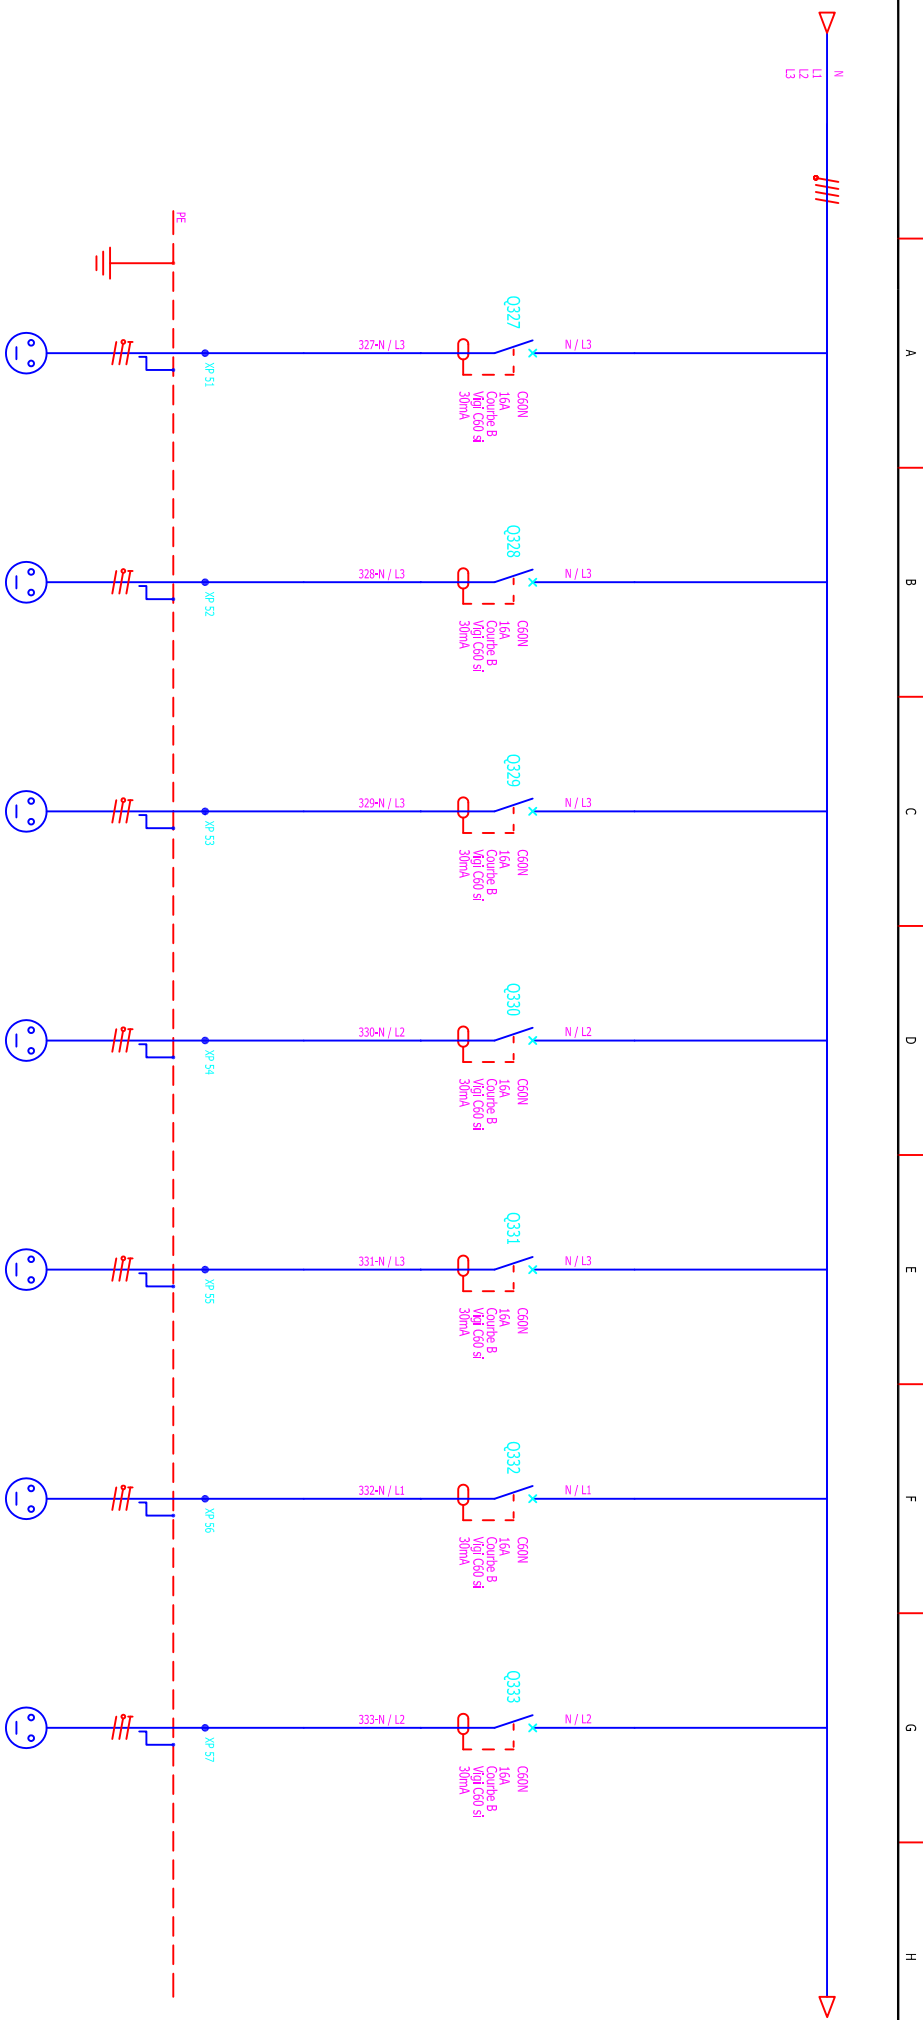 A
B
C
D
E
F
G
H
N
L1
L2
L3
N / L3
Q327
C60N
16A
Courbe B
Vigi C60 si
30mA
327-N / L3
XP 51
N / L3
Q328
C60N
16A
Courbe B
Vigi C60 si
30mA
328-N / L3
XP 52
N / L3
Q329
C60N
16A
Courbe B
Vigi C60 si
30mA
329-N / L3
XP 53
N / L2
Q330
C60N
16A
Courbe B
Vigi C60 si
30mA
330-N / L2
XP 54
N / L3
Q331
C60N
16A
Courbe B
Vigi C60 si
30mA
331-N / L3
XP 55
N / L1
Q332
C60N
16A
Courbe B
Vigi C60 si
30mA
332-N / L1
XP 56
N / L2
Q333
C60N
16A
Courbe B
Vigi C60 si
30mA
333-N / L2
XP 57
PE